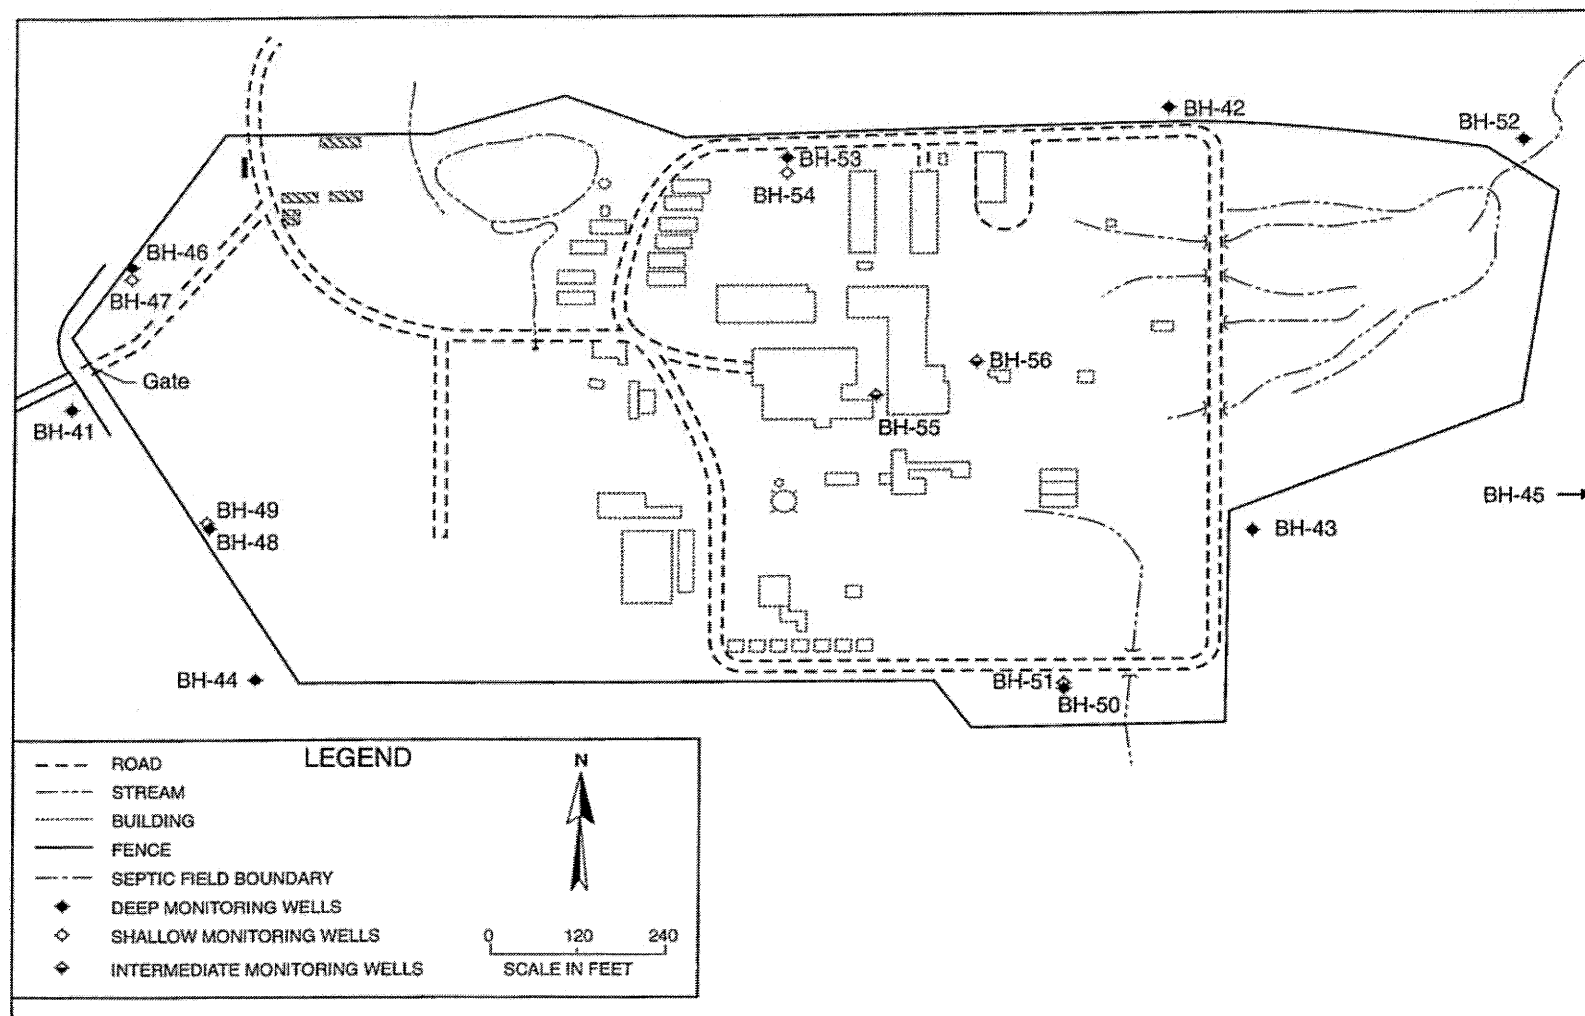 BH-42
BH-52
BH-53
BH-54
BH-46
BH-47
BH-56
Gate
BH-41
BH-55
BH-45
BH-49
BH-48
BH-43
BH-44
BH-51
BH-50
LEGEND
ROAD
STREAM
BUILDING
FENCE
SEPTIC FIELD BOUNDARY
DEEP MONITORING WELLS
SHALLOW MONITORING WELLS
INTERMEDIATE MONITORING WELLS
N
0 120 240
SCALE IN FEET